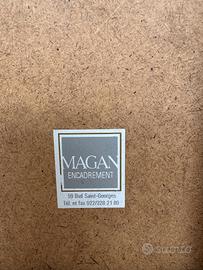 MAGAN
ENCADREMENT
59 Bvd Saint-Georges
Tél. et fax 022/328 21 80
subito